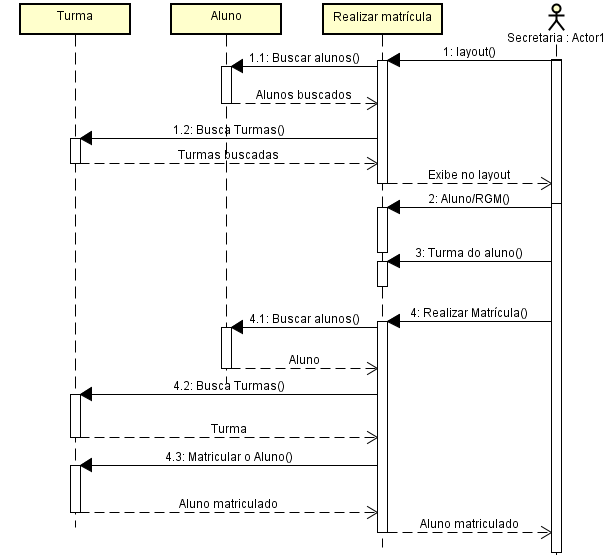 Turma
Aluno
Realizar matrícula
Secretaria : Actor1
1: layout()
1.1: Buscar alunos()
Alunos buscados
1.2: Busca Turmas()
Turmas buscadas
Exibe no layout
2: Aluno/RGM()
3: Turma do aluno()
4: Realizar Matrícula()
4.1: Buscar alunos()
Aluno
4.2: Busca Turmas()
Turma
4.3: Matricular o Aluno()
Aluno matriculado
Aluno matriculado